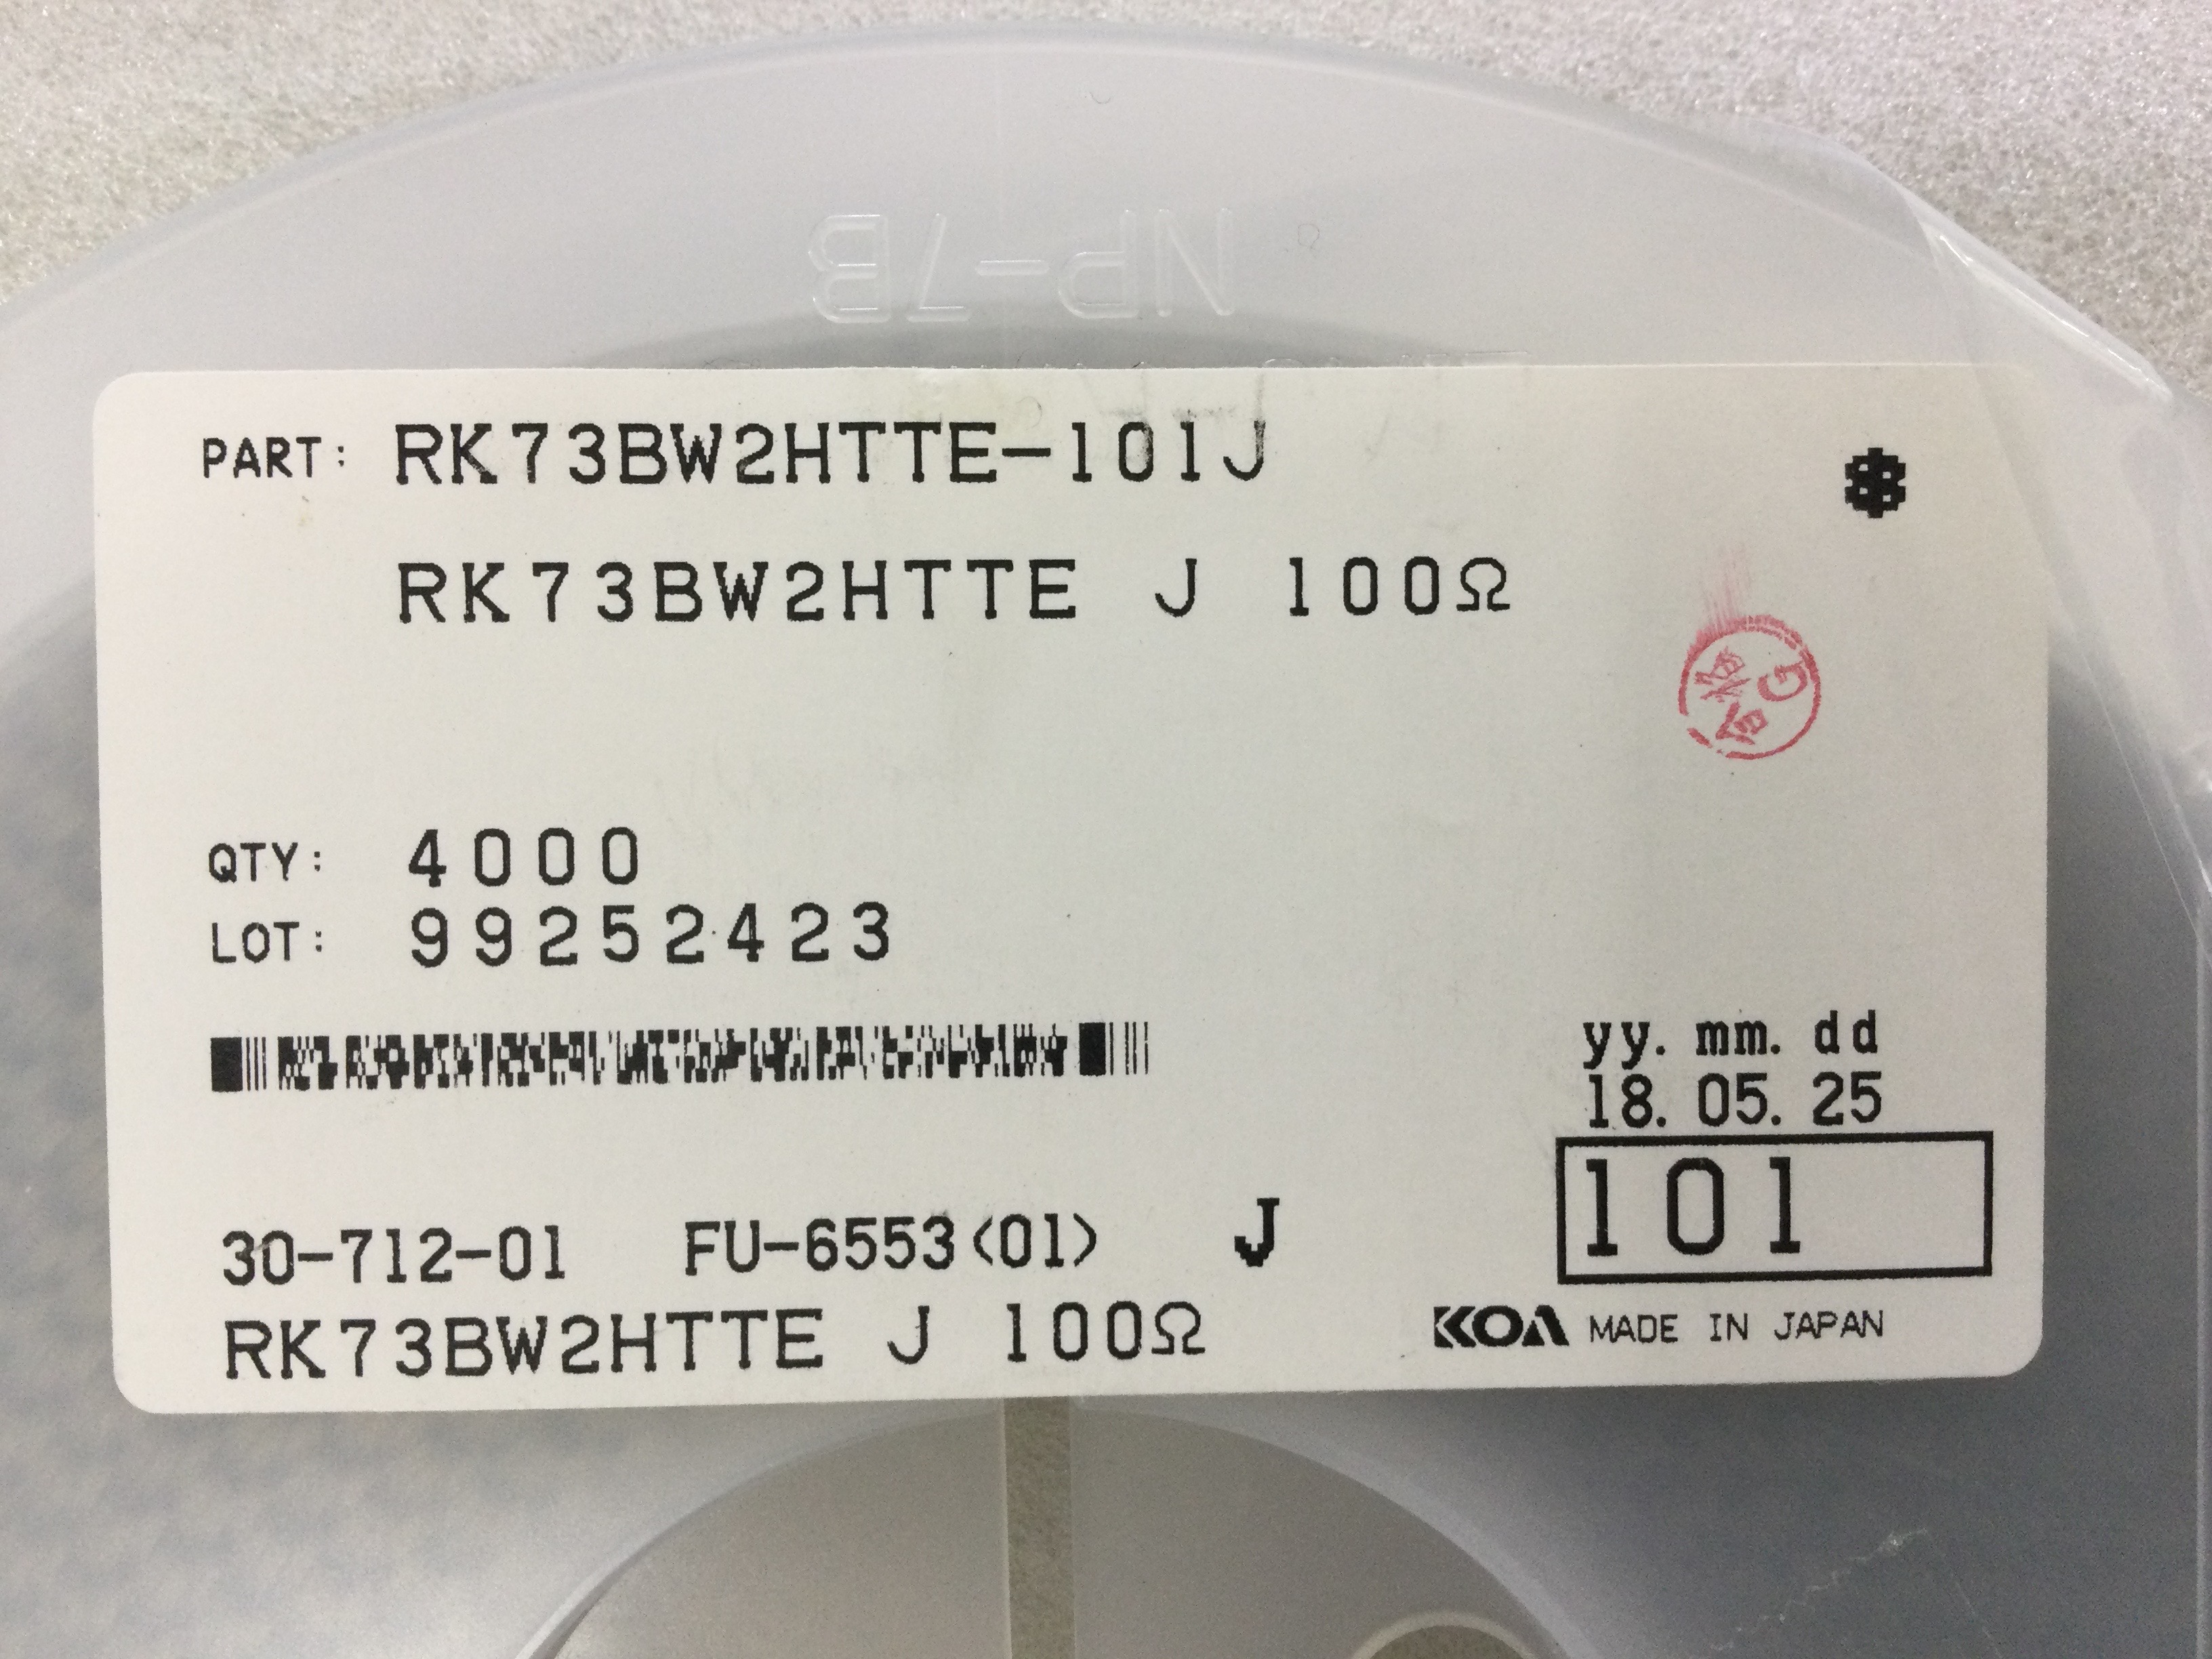 NP-7B
PART: RK73BW2HTTE-101J
*
RK73BW2HTTE J 100Ω
G
QTY: 4000
LOT: 99252423
yy. mm. dd
18. 05. 25
101
30-712-01 FU-6553(01) J
RK73BW2HTTE J 100Ω
KOA MADE IN JAPAN